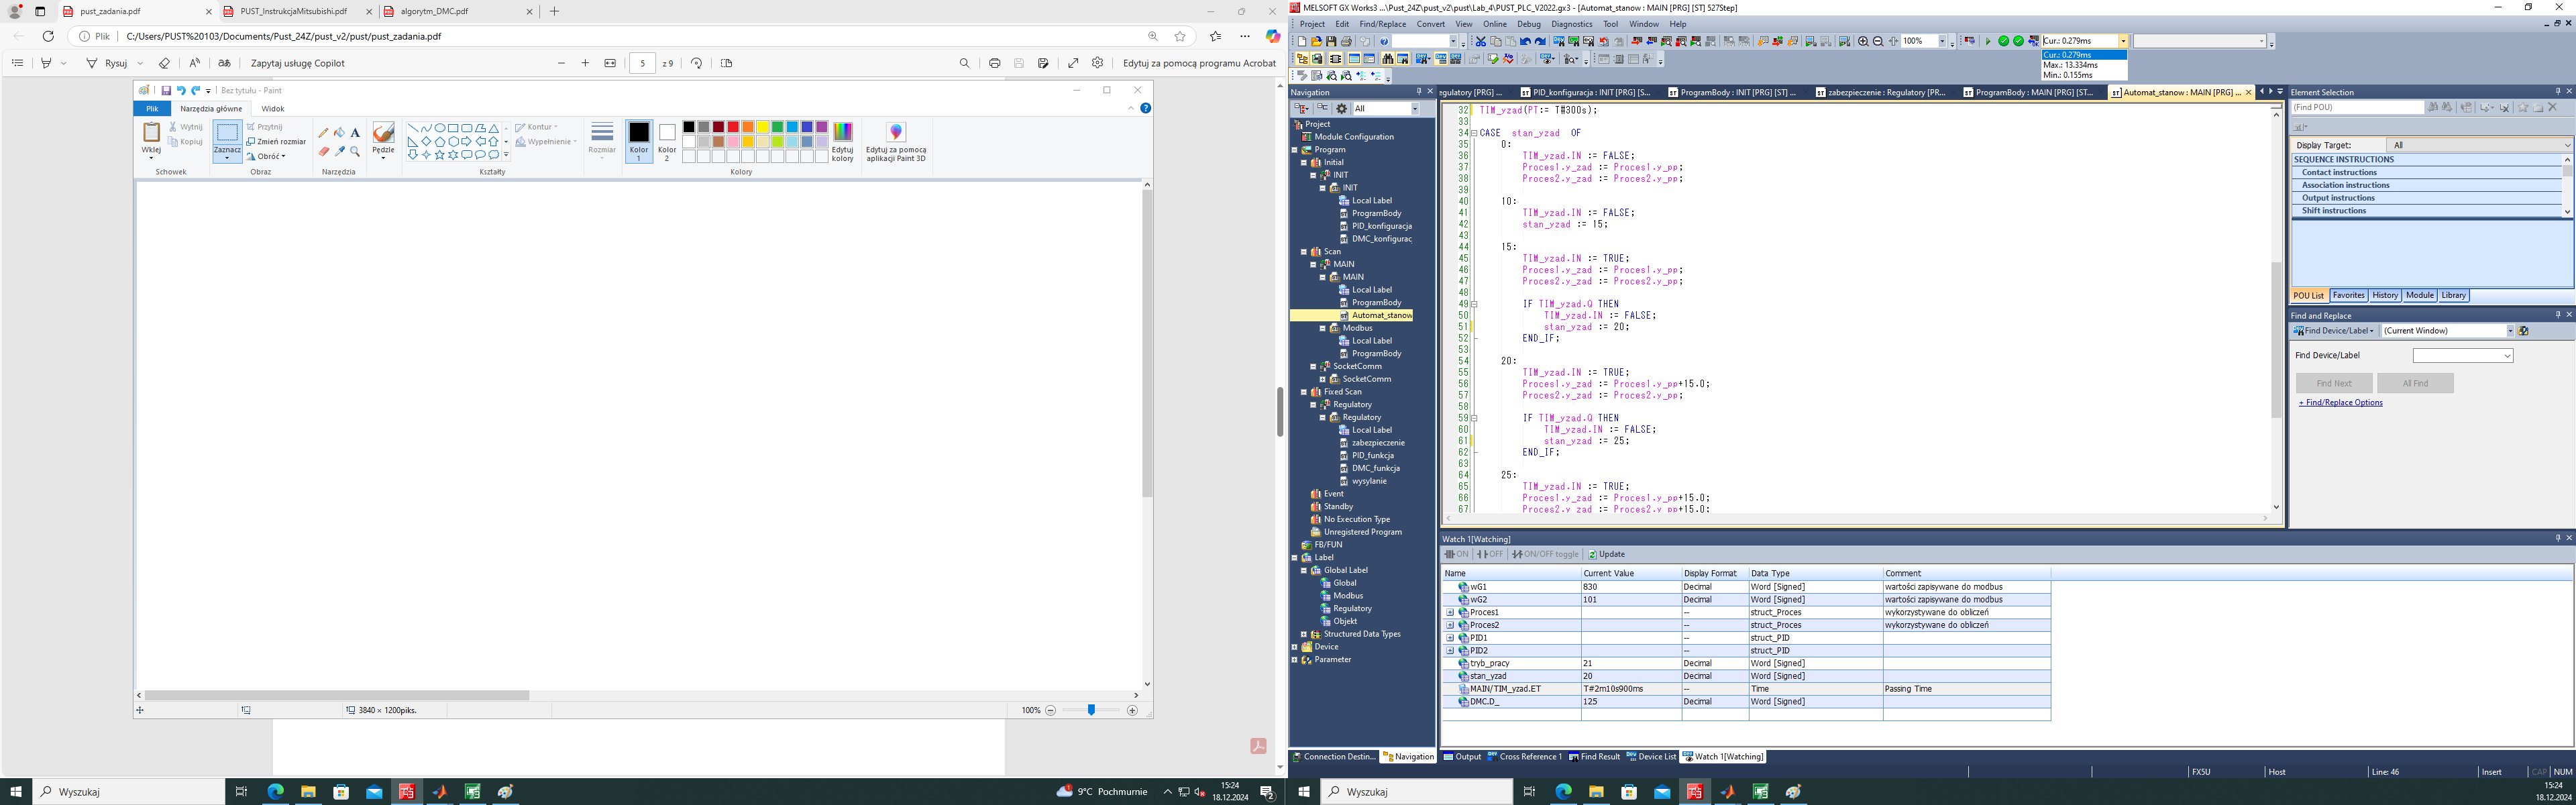 pust_zadania.pdf
PUST_InstrukcjaMitsubishi.pdf
algorytm_DMC.pdf
Plik
C:/Users/PUST%20103/Documents/Pust_24Z/pust_v2/pust/pust_zadania.pdf
Rysuj
Zapytaj usługę Copilot
5 z 9
Edytuj za pomocą programu Acrobat
Bez tytułu - Paint
Plik Narzędzia główne Widok
Wklej
Wytnij
Kopiuj
Schowek
Zaznacz
Przytnij
Zmień rozmiar
Obróć
Obraz
Narzędzia
Pędzle
Kontur
Wypełnienie
Kształty
Rozmiar
Kolor 1
Kolor 2
Edytuj kolory
Kolory
Edytuj za pomocą aplikacji Paint 3D
3840 × 1200piks.
100%
Wyszukaj
9°C Pochmurnie
15:24
18.12.2024
MELSOFT GX Works3 ...\Pust_24Z\pust_v2\pust\Lab_4\PUST_PLC_V2022.gx3 - [Automat_stanow : MAIN [PRG] [ST] 527Step]
Project Edit Find/Replace Convert View Online Debug Diagnostics Tool Window Help
100%
Cur.: 0.279ms
Cur.: 0.279ms
Max.: 13.334ms
Min.: 0.155ms
Navigation
All
Project
Module Configuration
Program
Initial
INIT
INIT
Local Label
ProgramBody
PID_konfiguracja
DMC_konfigurac
Scan
MAIN
MAIN
Local Label
ProgramBody
Automat_stanow
Modbus
Local Label
ProgramBody
SocketComm
SocketComm
Fixed Scan
Regulatory
Regulatory
Local Label
zabezpieczenie
PID_funkcja
DMC_funkcja
wysylanie
Event
Standby
No Execution Type
Unregistered Program
FB/FUN
Label
Global Label
Global
Modbus
Regulatory
Objekt
Structured Data Types
Device
Parameter
Connection Destin...
Navigation
egulatory [PRG] ...
PID_konfiguracja : INIT [PRG] [S...
ProgramBody : INIT [PRG] [ST] ...
zabezpieczenie : Regulatory [PR...
ProgramBody : MAIN [PRG] [ST...
Automat_stanow : MAIN [PRG] ...
32 TIM_yzad(PT:= T#300s);
33
34 CASE stan_yzad OF
35 0:
36 TIM_yzad.IN := FALSE;
37 Proces1.y_zad := Proces1.y_pp;
38 Proces2.y_zad := Proces2.y_pp;
39
40 10:
41 TIM_yzad.IN := FALSE;
42 stan_yzad := 15;
43
44 15:
45 TIM_yzad.IN := TRUE;
46 Proces1.y_zad := Proces1.y_pp;
47 Proces2.y_zad := Proces2.y_pp;
48
49 IF TIM_yzad.Q THEN
50 TIM_yzad.IN := FALSE;
51 stan_yzad := 20;
52 END_IF;
53
54 20:
55 TIM_yzad.IN := TRUE;
56 Proces1.y_zad := Proces1.y_pp+15.0;
57 Proces2.y_zad := Proces2.y_pp;
58
59 IF TIM_yzad.Q THEN
60 TIM_yzad.IN := FALSE;
61 stan_yzad := 25;
62 END_IF;
63
64 25:
65 TIM_yzad.IN := TRUE;
66 Proces1.y_zad := Proces1.y_pp+15.0;
67 Proces2.y_zad := Proces2.y_pp+15.0;
Watch 1[Watching]
ON OFF ON/OFF toggle Update
Name Current Value Display Format Data Type Comment
wG1 830 Decimal Word [Signed] wartości zapisywane do modbus
wG2 101 Decimal Word [Signed] wartości zapisywane do modbus
Proces1 -- struct_Proces wykorzystywane do obliczeń
Proces2 -- struct_Proces wykorzystywane do obliczeń
PID1 -- struct_PID
PID2 -- struct_PID
tryb_pracy 21 Decimal Word [Signed]
stan_yzad 20 Decimal Word [Signed]
MAIN/TIM_yzad.ET T#2m10s900ms -- Time Passing Time
DMC.D_ 125 Decimal Word [Signed]
Output Cross Reference 1 Find Result Device List Watch 1[Watching]
Element Selection
(Find POU)
Display Target: All
SEQUENCE INSTRUCTIONS
Contact instructions
Association instructions
Output instructions
Shift instructions
POU List Favorites History Module Library
Find and Replace
Find Device/Label (Current Window)
Find Device/Label
Find Next All Find
+ Find/Replace Options
FX5U Host Line: 46 Insert CAP NUM
Wyszukaj
15:24
18.12.2024